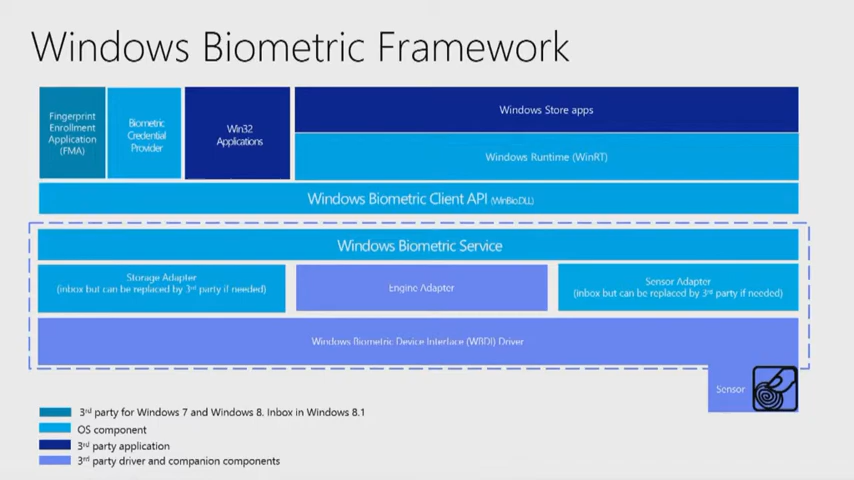 Windows Biometric Framework
Fingerprint
Enrollment
Application
(FMA)
Biometric
Credential
Provider
Win32
Applications
Windows Store apps
Windows Runtime (WinRT)
Windows Biometric Client API (WinBio.DLL)
Windows Biometric Service
Storage Adapter
(inbox but can be replaced by 3rd party if needed)
Engine Adapter
Sensor Adapter
(inbox but can be replaced by 3rd party if needed)
Windows Biometric Device Interface (WBDI) Driver
Sensor
3rd party for Windows 7 and Windows 8. Inbox in Windows 8.1
OS component
3rd party application
3rd party driver and companion components